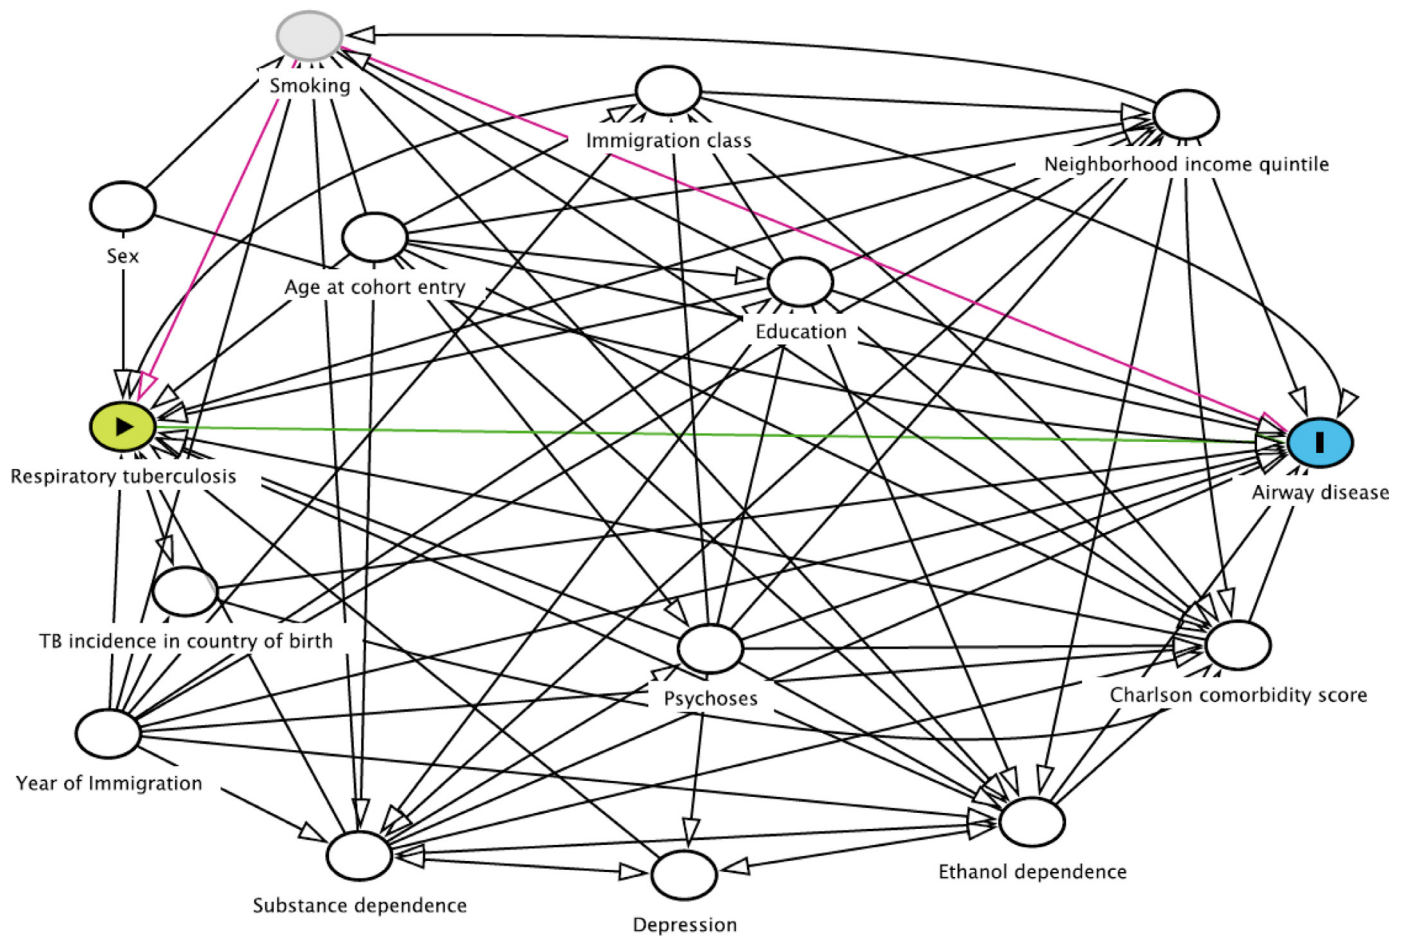 Smoking
Immigration class
Neighborhood income quintile
Sex
Age at cohort entry
Education
Respiratory tuberculosis
Airway disease
TB incidence in country of birth
Psychoses
Charlson comorbidity score
Year of Immigration
Ethanol dependence
Substance dependence
Depression